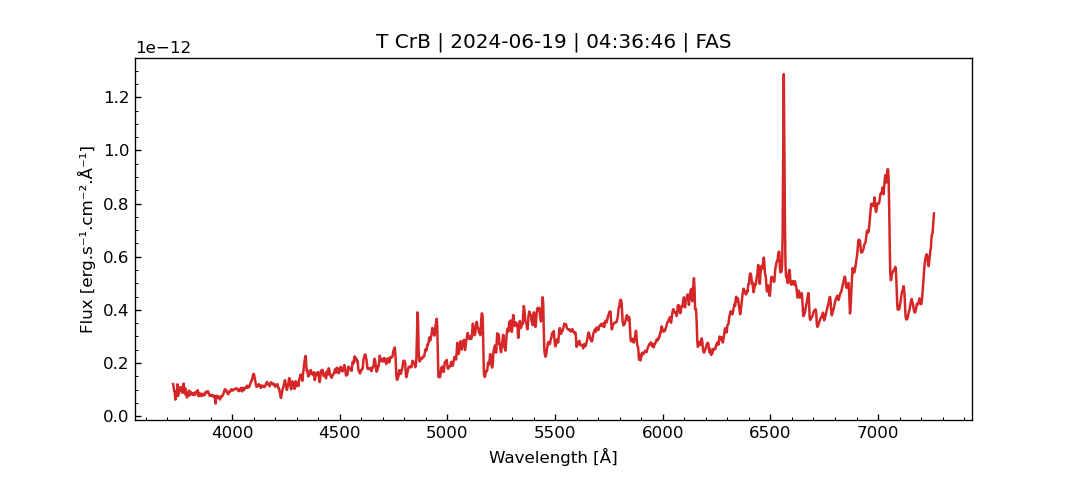 T CrB | 2024-06-19 | 04:36:46 | FAS
1e−12
1.2
1.0
0.8
0.6
0.4
0.2
0.0
Flux [erg.s⁻¹.cm⁻².Å⁻¹]
4000 4500 5000 5500 6000 6500 7000
Wavelength [Å]